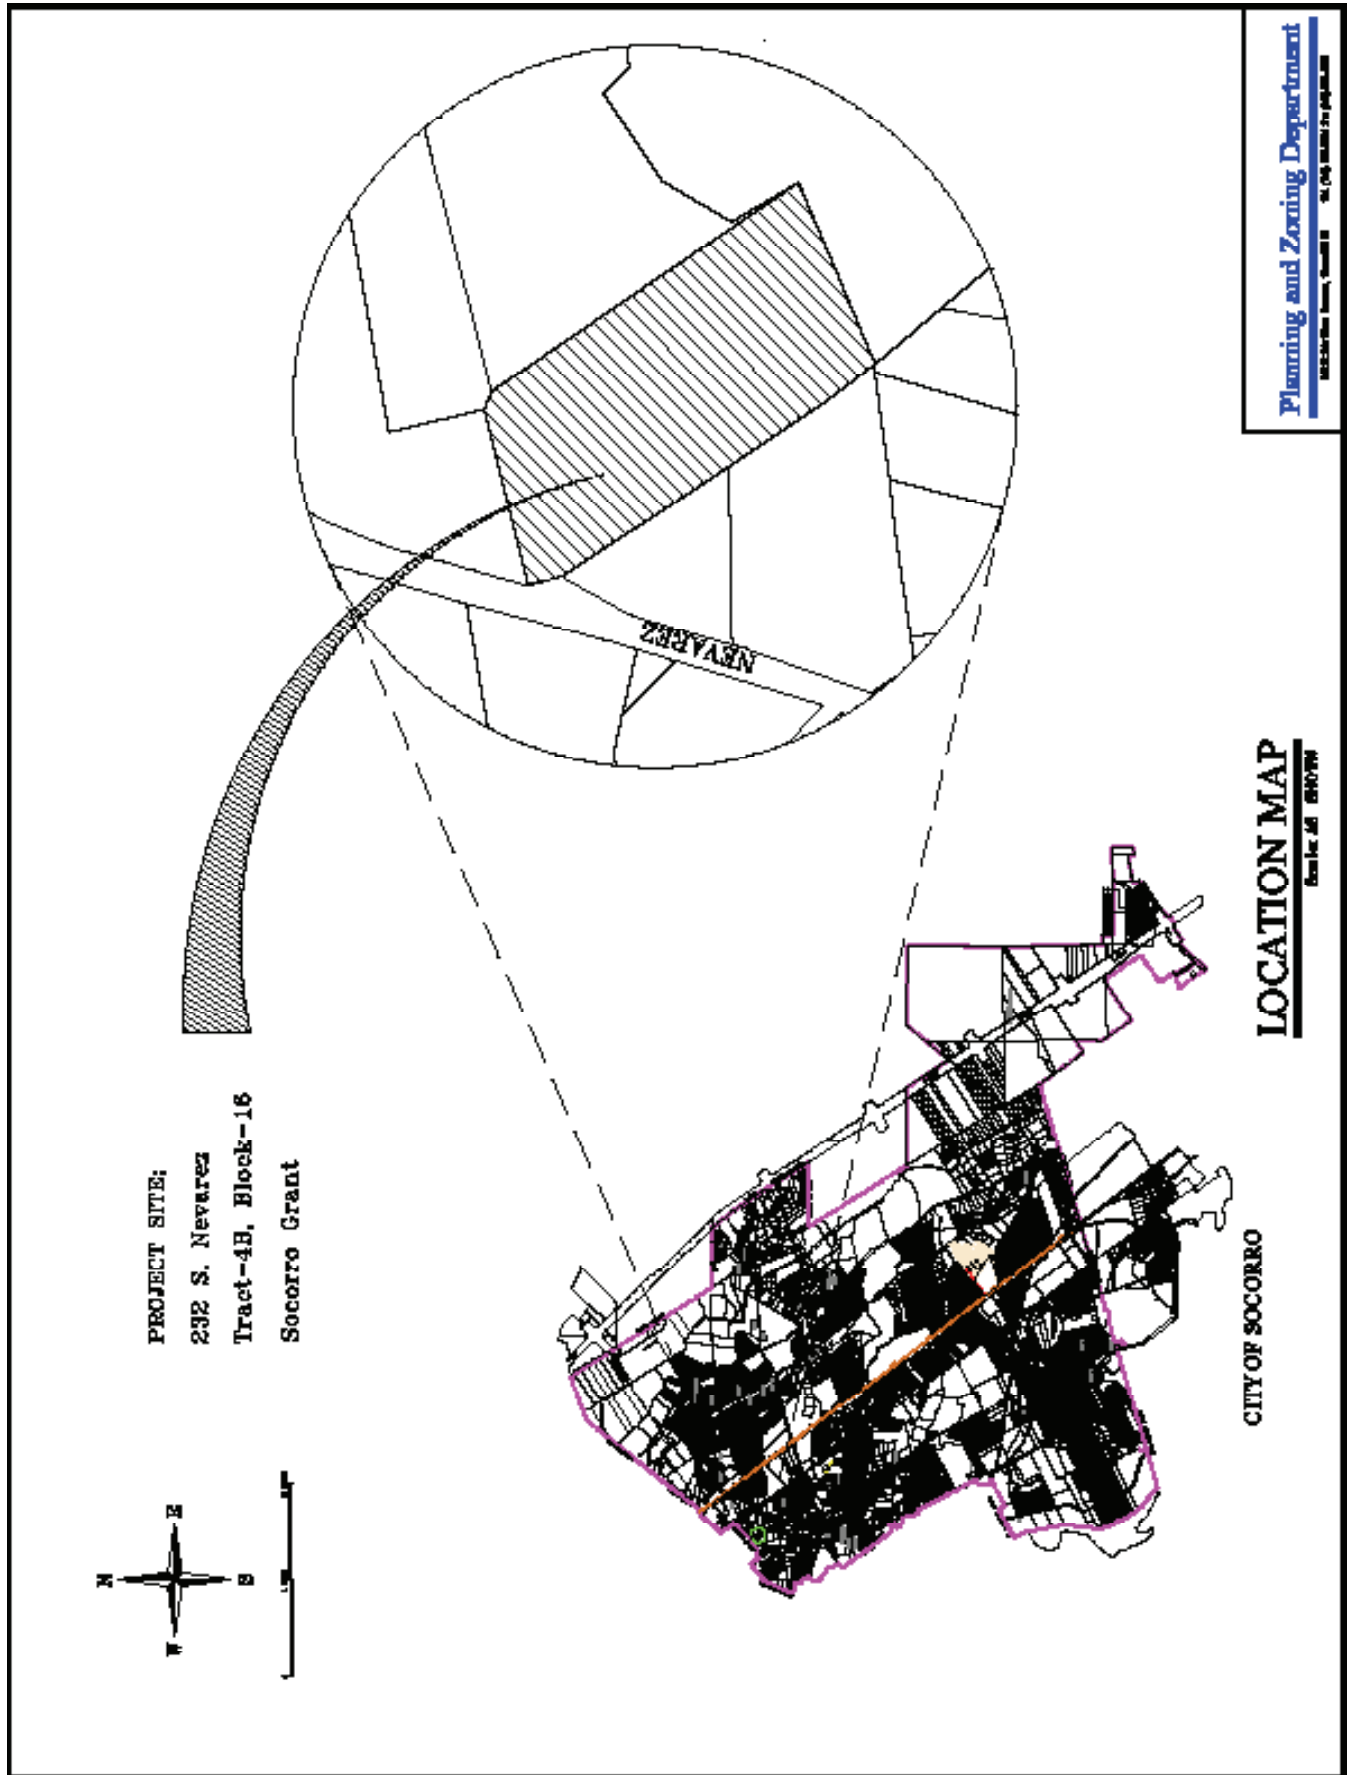 N
W E
S
PROJECT SITE:
232 S. Nevarez
Tract-4B, Block-16
Socorro Grant
NEVAREZ
CITY OF SOCORRO
LOCATION MAP
Planning and Zoning Department